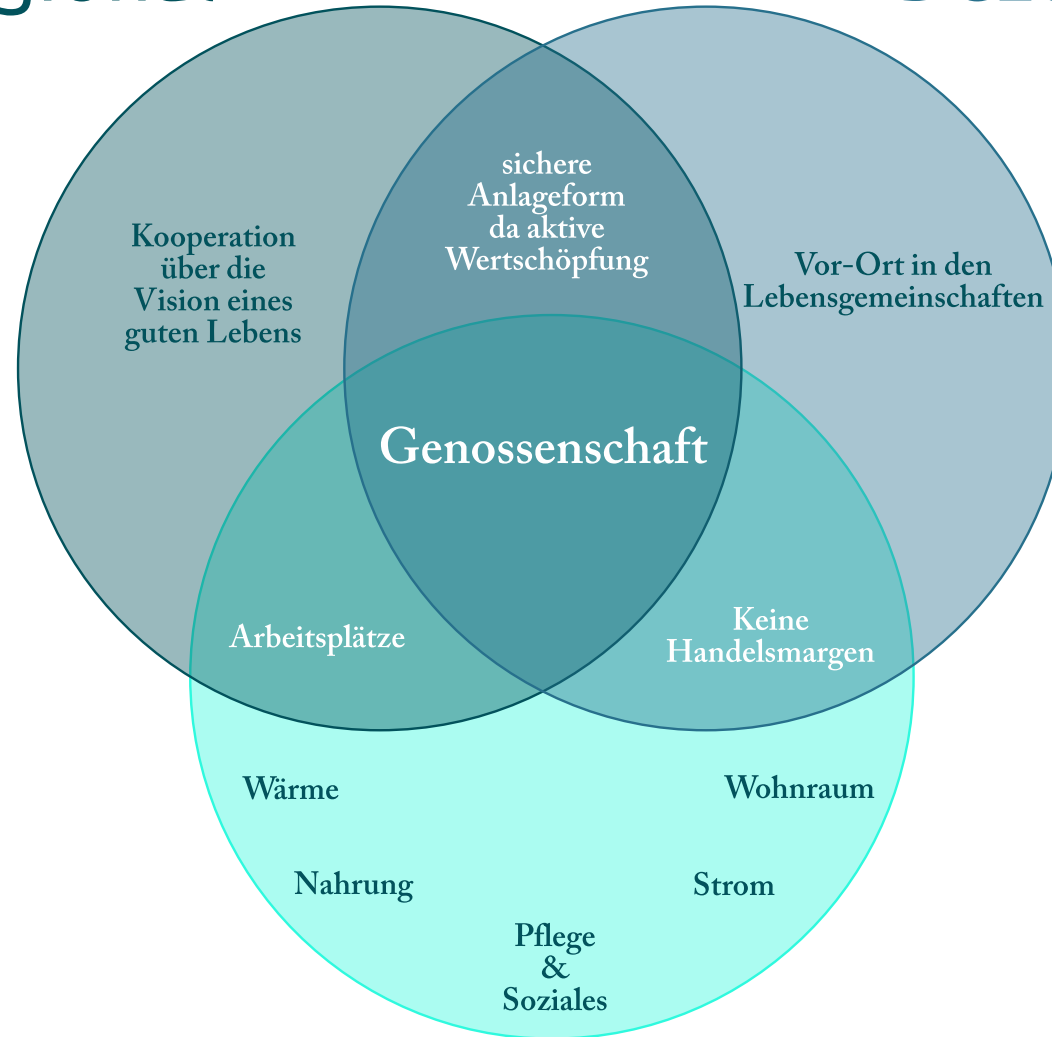 sichere
Anlageform
da aktive
Wertschöpfung
Kooperation
über die
Vision eines
guten Lebens
Vor-Ort in den
Lebensgemeinschaften
Genossenschaft
Arbeitsplätze
Keine
Handelsmargen
Wärme
Wohnraum
Nahrung
Strom
Pflege
&
Soziales